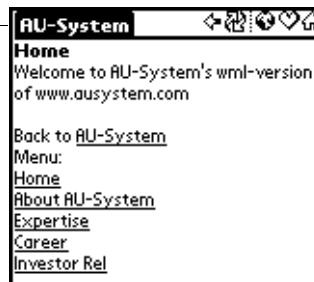 AU-System
Home
Welcome to AU-System's wml-version
of www.ausystem.com
Back to AU-System
Menu:
Home
About AU-System
Expertise
Career
Investor Rel